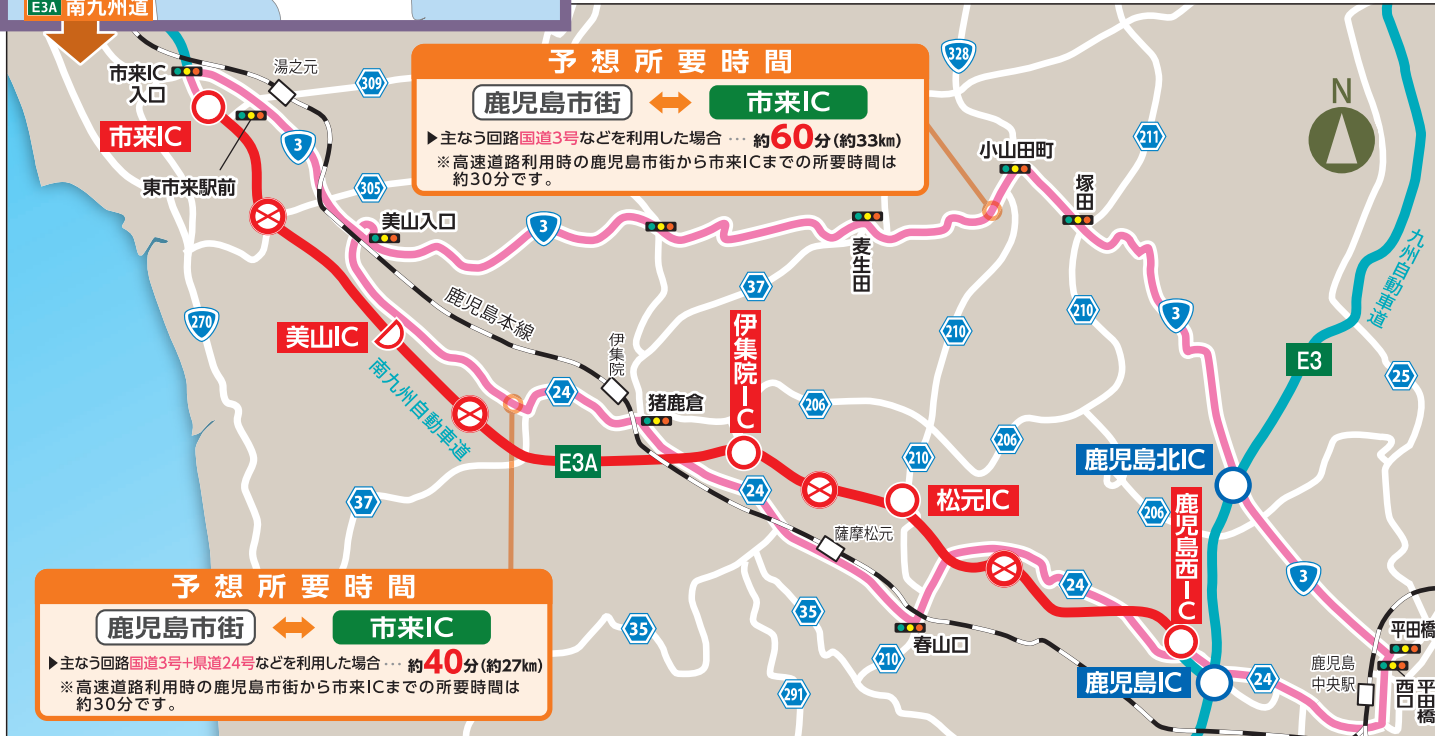 E3A 南九州道
市来IC
入口
湯之元
309
328
N
予想所要時間
鹿児島市街
市来IC
▶主なう回路国道3号などを利用した場合…約60分(約33km)
※高速道路利用時の鹿児島市街から市来ICまでの所要時間は
約30分です。
市来IC
3
211
小山田町
東市来駅前
305
塚田
美山入口
3
麦生田
九州自動車道
37
鹿児島本線
270
美山IC
伊集院IC
210
210
3
伊集院
E3
南九州自動車道
24
猪鹿倉
206
25
206
E3A
210
鹿児島北IC
37
24
松元IC
206
鹿児島西IC
薩摩松元
予想所要時間
鹿児島市街
市来IC
▶主なう回路国道3号+県道24号などを利用した場合…約40分(約27km)
※高速道路利用時の鹿児島市街から市来ICまでの所要時間は
約30分です。
24
3
35
35
春山口
平田橋
210
鹿児島
中央駅
291
鹿児島IC
24
平田橋
西口